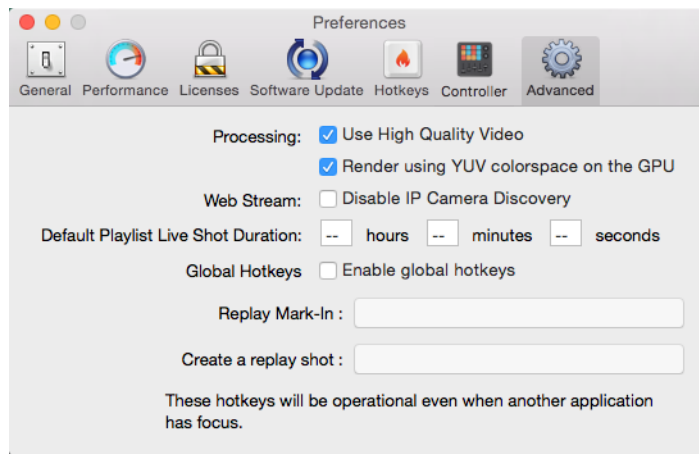 Preferences
General Performance Licenses Software Update Hotkeys Controller Advanced
Processing: Use High Quality Video
Render using YUV colorspace on the GPU
Web Stream: Disable IP Camera Discovery
Default Playlist Live Shot Duration: -- hours -- minutes -- seconds
Global Hotkeys Enable global hotkeys
Replay Mark-In :
Create a replay shot :
These hotkeys will be operational even when another application
has focus.